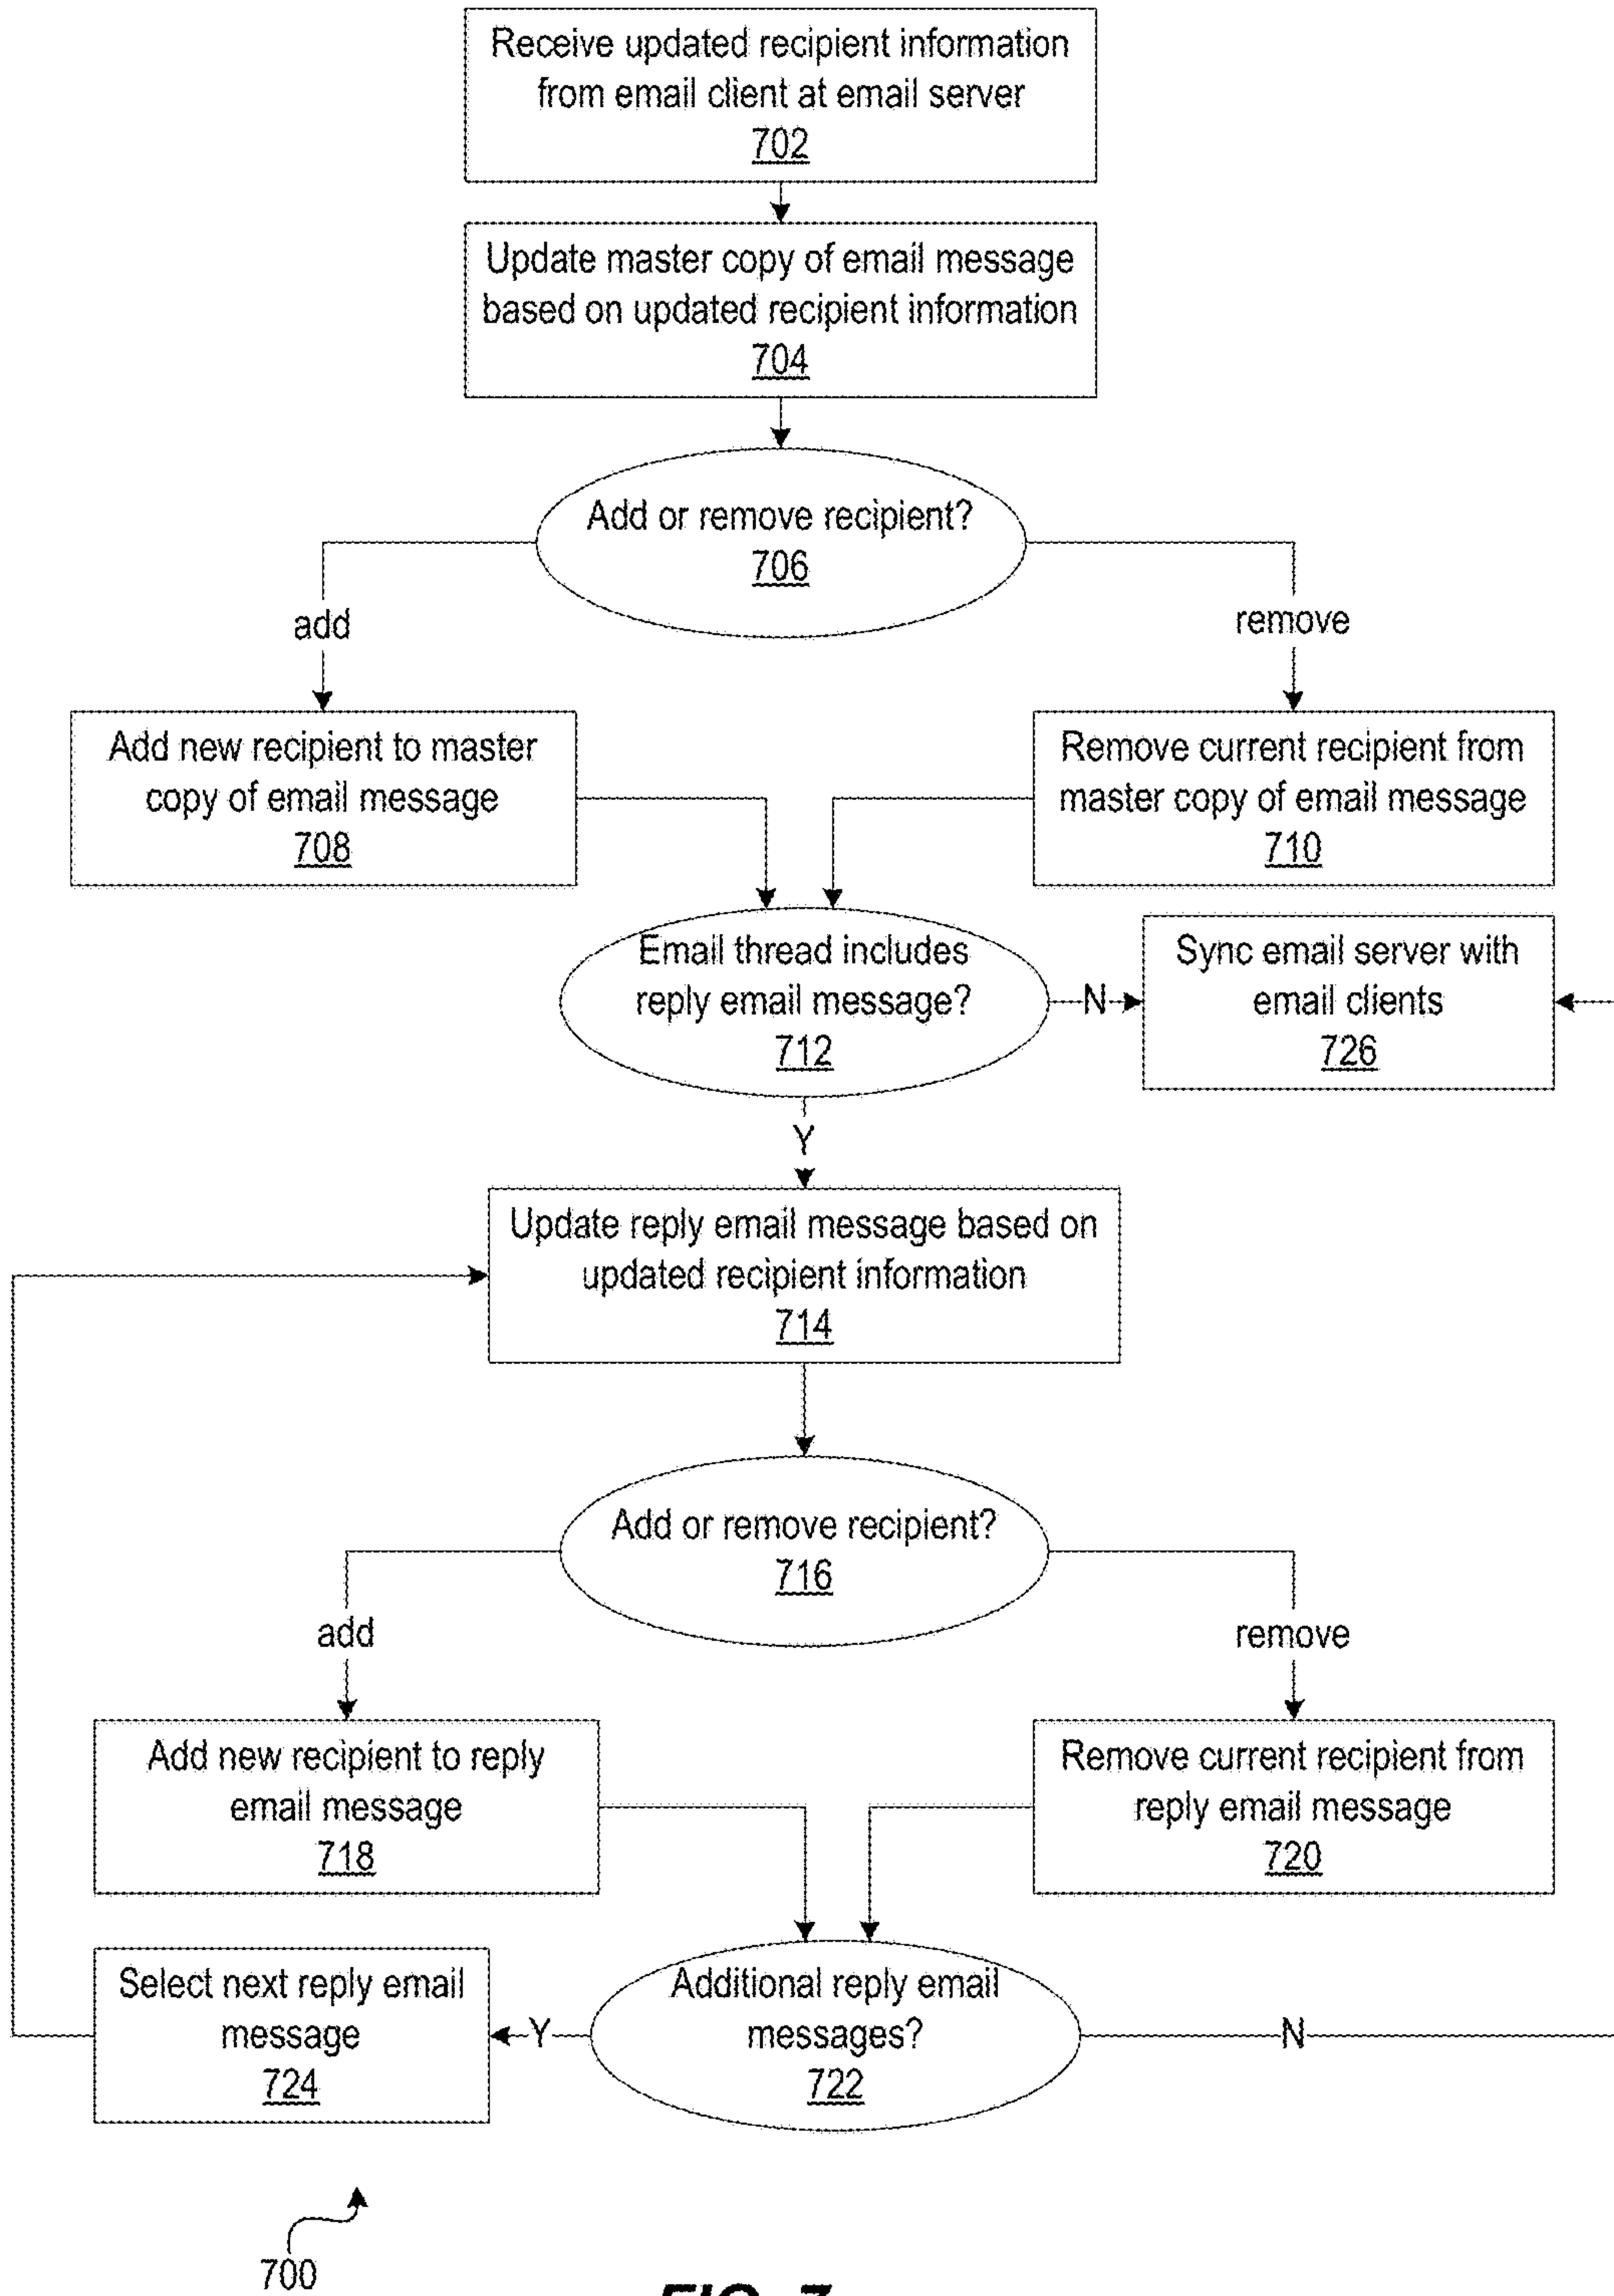 Receive updated recipient information
from email client at email server
702
Update master copy of email message
based on updated recipient information
704
Add or remove recipient?
706
add
remove
Add new recipient to master
copy of email message
708
Remove current recipient from
master copy of email message
710
Email thread includes
reply email message?
712
N
Sync email server with
email clients
726
Y
Update reply email message based on
updated recipient information
714
Add or remove recipient?
716
add
remove
Add new recipient to reply
email message
718
Remove current recipient from
reply email message
720
Select next reply email
message
724
Y
Additional reply email
messages?
722
N
700
FIG. 7